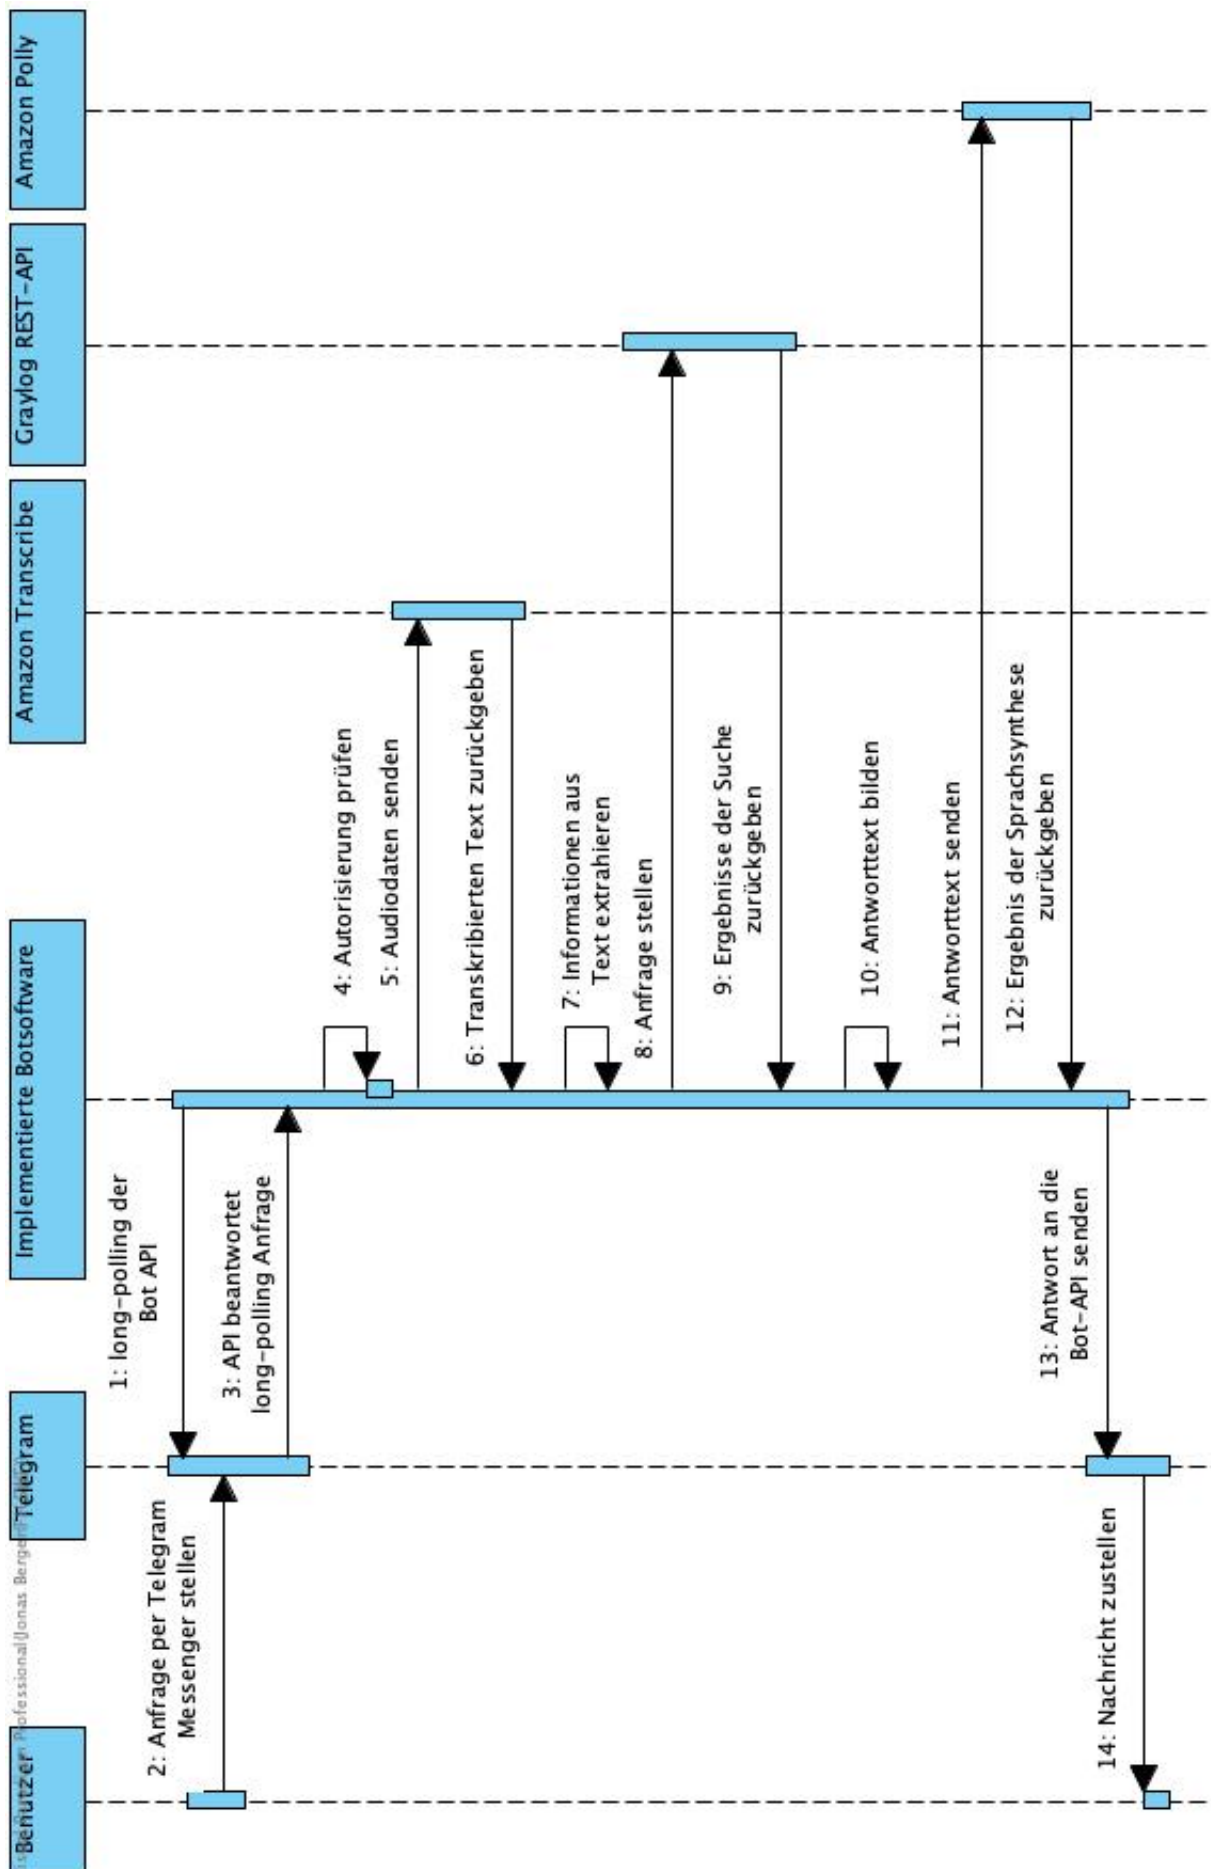 Benutzer
Telegram
Implementierte Botsoftware
Amazon Transcribe
Graylog REST-API
Amazon Polly
Professional(Jonas Berger
1: long-polling der
Bot API
2: Anfrage per Telegram
Messenger stellen
3: API beantwortet
long-polling Anfrage
4: Autorisierung prüfen
5: Audiodaten senden
6: Transkribierten Text zurückgeben
7: Informationen aus
Text extrahieren
8: Anfrage stellen
9: Ergebnisse der Suche
zurückgeben
10: Antworttext bilden
11: Antworttext senden
12: Ergebnis der Sprachsynthese
zurückgeben
13: Antwort an die
Bot-API senden
14: Nachricht zustellen